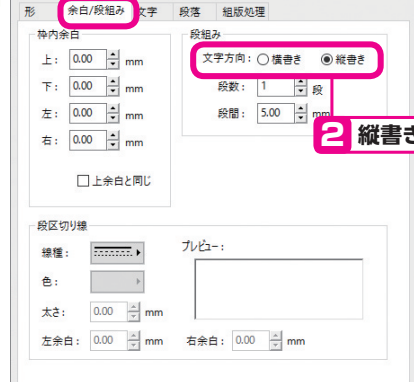 形 余白/段組み 文字 段落 組版処理
枠内余白
上: 0.00 mm
下: 0.00 mm
左: 0.00 mm
右: 0.00 mm
上余白と同じ
段組み
文字方向: 横書き 縦書き
段数: 1 段
段間: 5.00 mm
2 縦書き
段区切り線
線種:
色:
太さ: 0.00 mm
左余白: 0.00 mm 右余白: 0.00 mm
プレビュー: